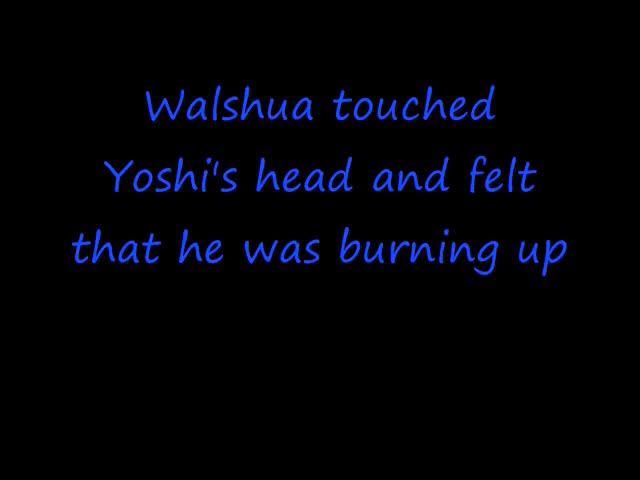 Walshua touched
Yoshi's head and felt
that he was burning up